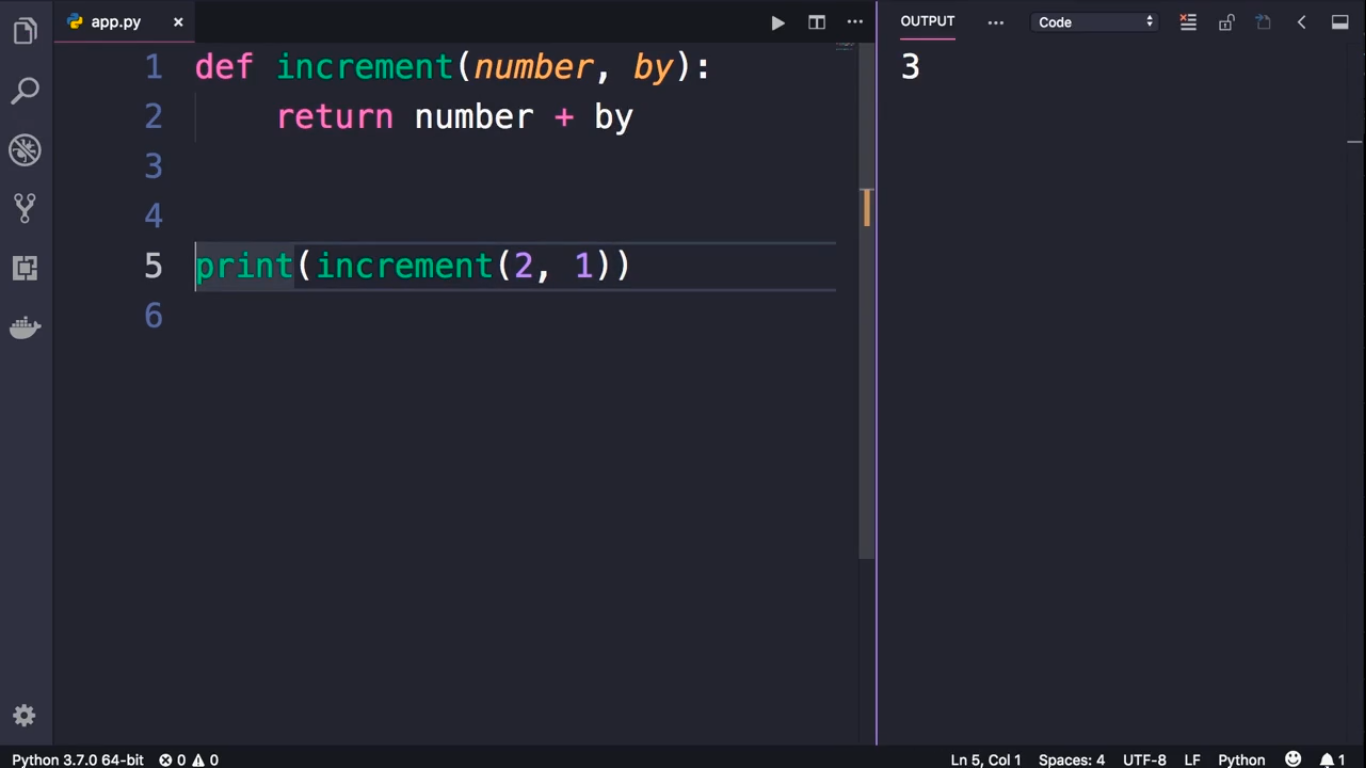 app.py
OUTPUT
Code
1 def increment(number, by):
2     return number + by
3
4
5 print(increment(2, 1))
6
3
Python 3.7.0 64-bit 0 0
Ln 5, Col 1 Spaces: 4 UTF-8 LF Python 1